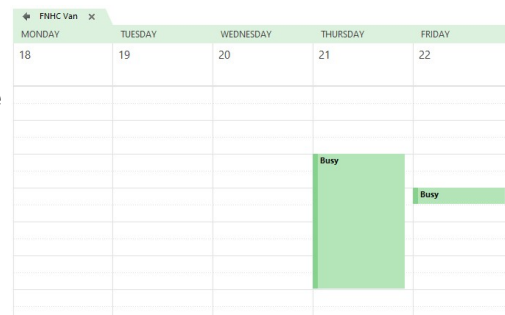 FNHC Van
MONDAY TUESDAY WEDNESDAY THURSDAY FRIDAY
18 19 20 21 22
Busy
Busy